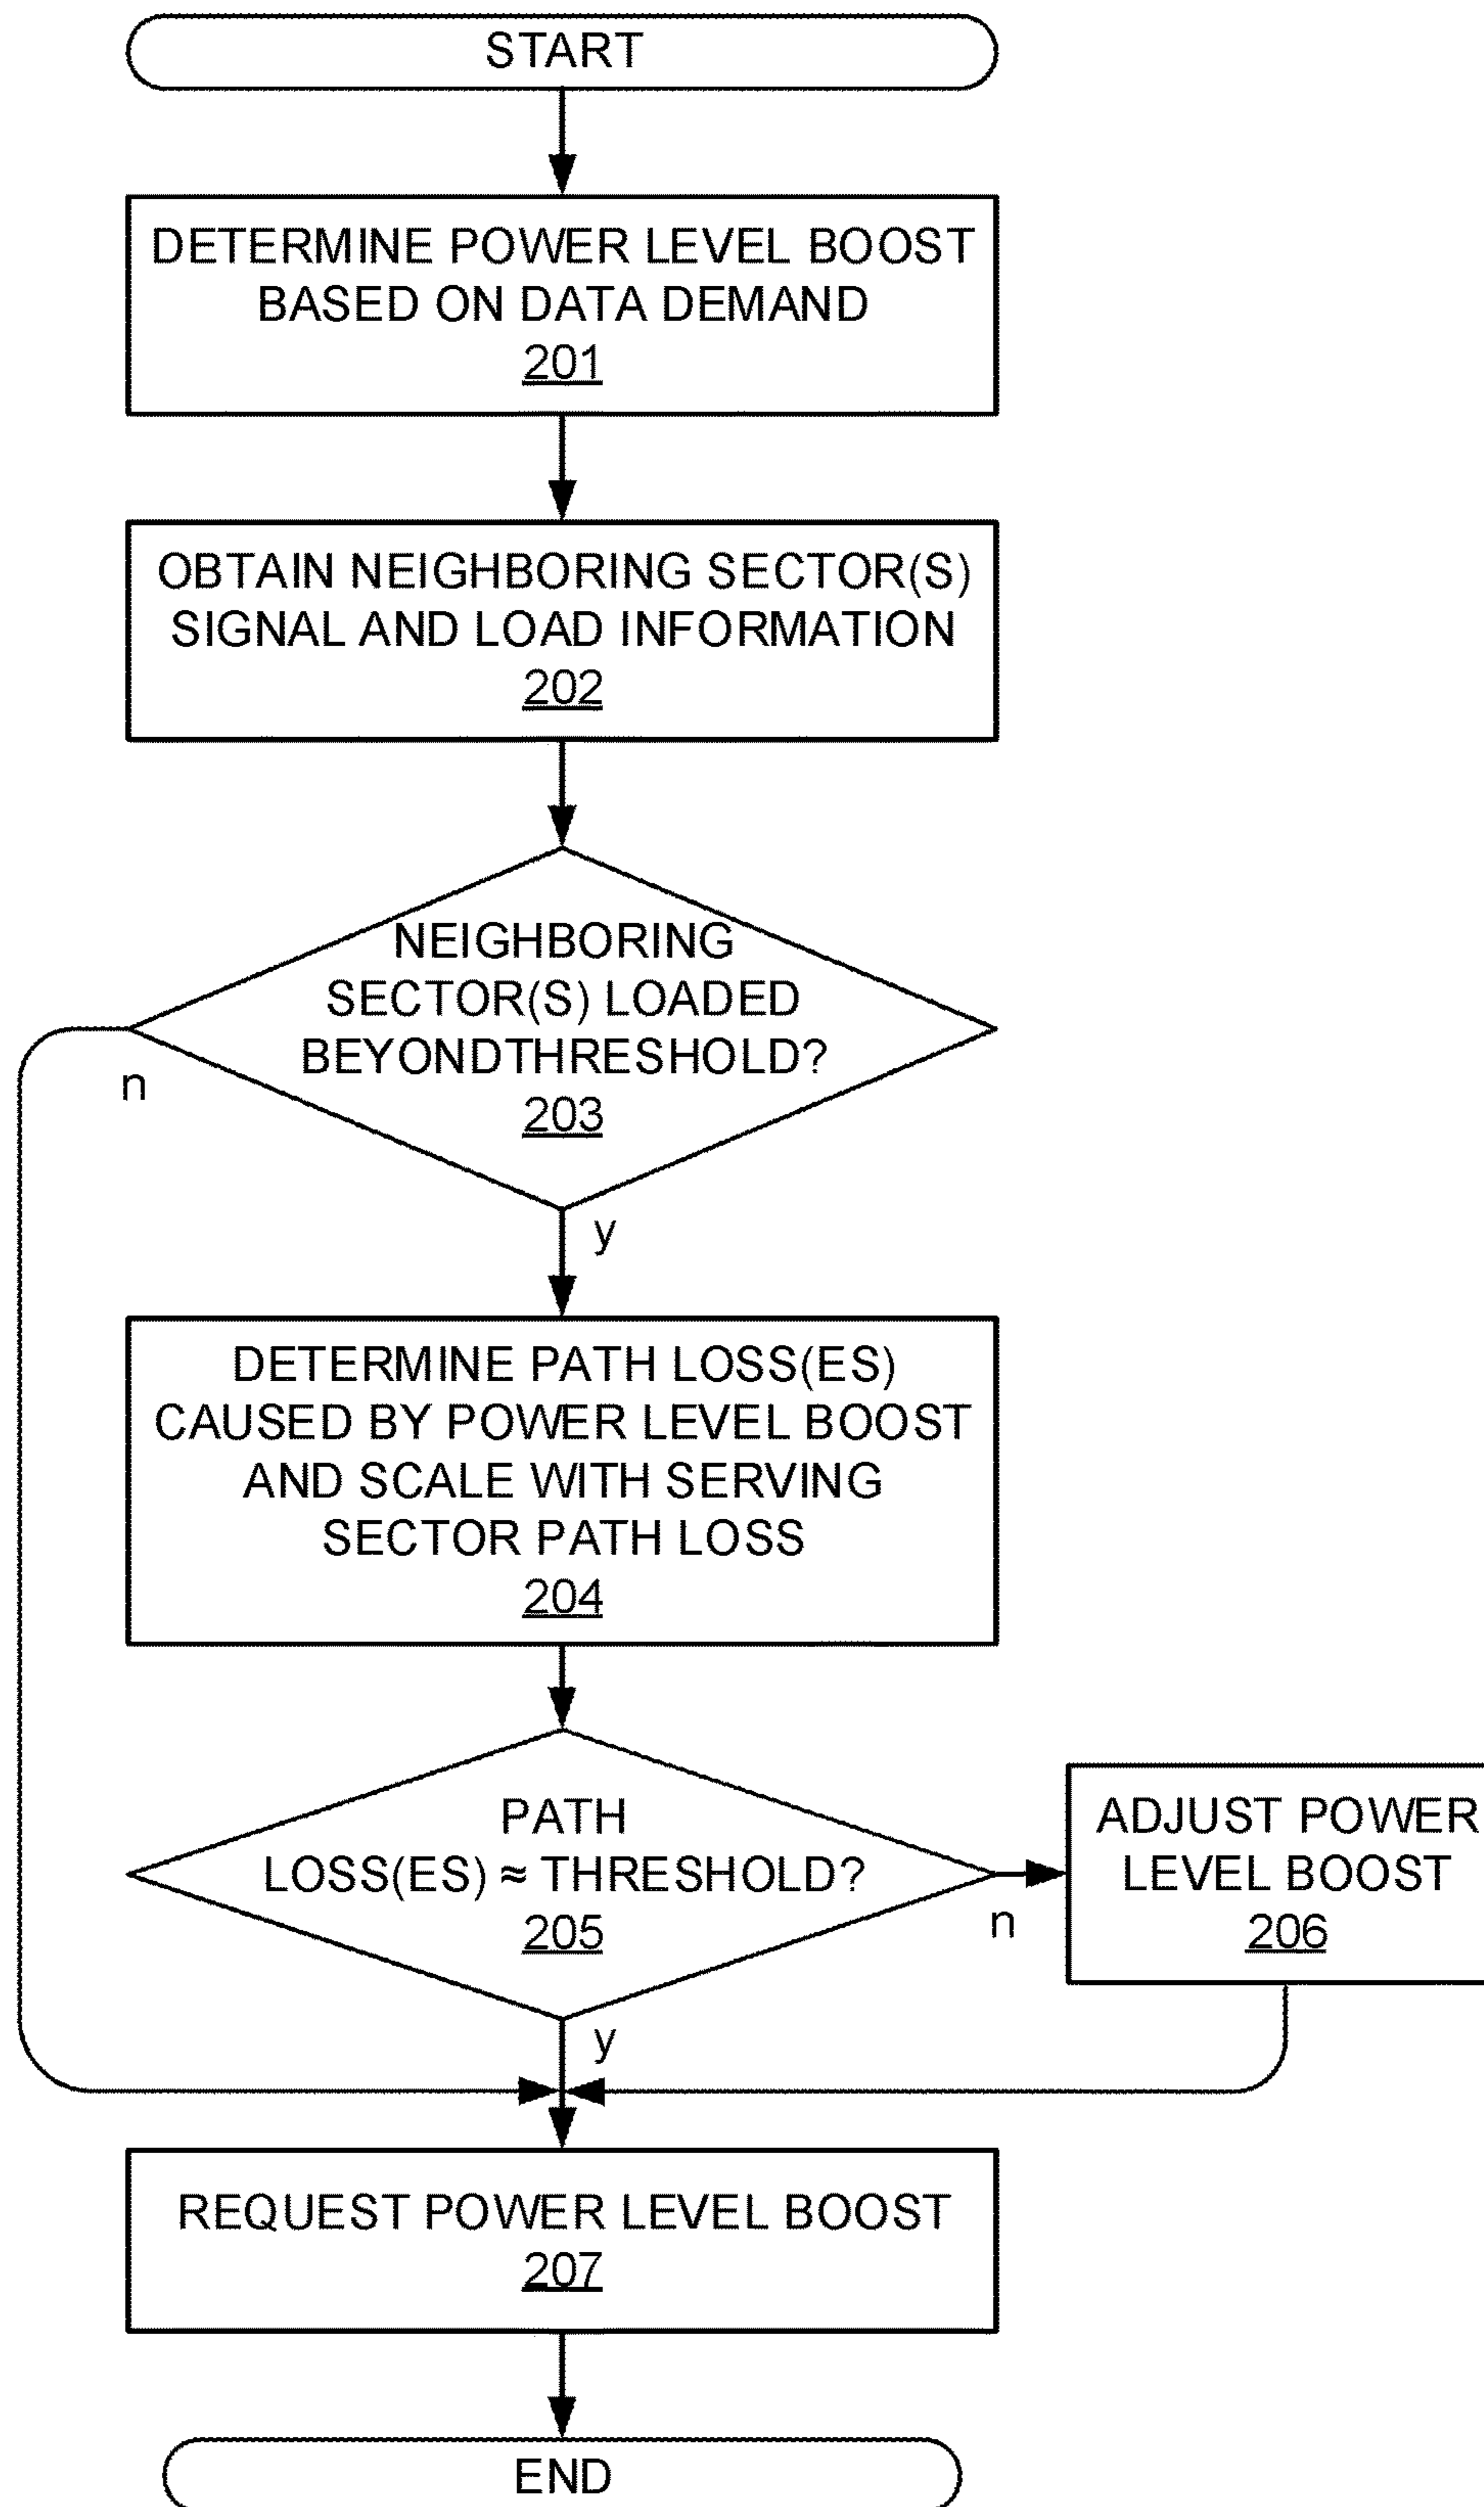 START
DETERMINE POWER LEVEL BOOST
BASED ON DATA DEMAND
201
OBTAIN NEIGHBORING SECTOR(S)
SIGNAL AND LOAD INFORMATION
202
NEIGHBORING
SECTOR(S) LOADED
BEYONDTHRESHOLD?
203
n
y
DETERMINE PATH LOSS(ES)
CAUSED BY POWER LEVEL BOOST
AND SCALE WITH SERVING
SECTOR PATH LOSS
204
PATH
LOSS(ES) ≈ THRESHOLD?
205
n
y
ADJUST POWER
LEVEL BOOST
206
REQUEST POWER LEVEL BOOST
207
END